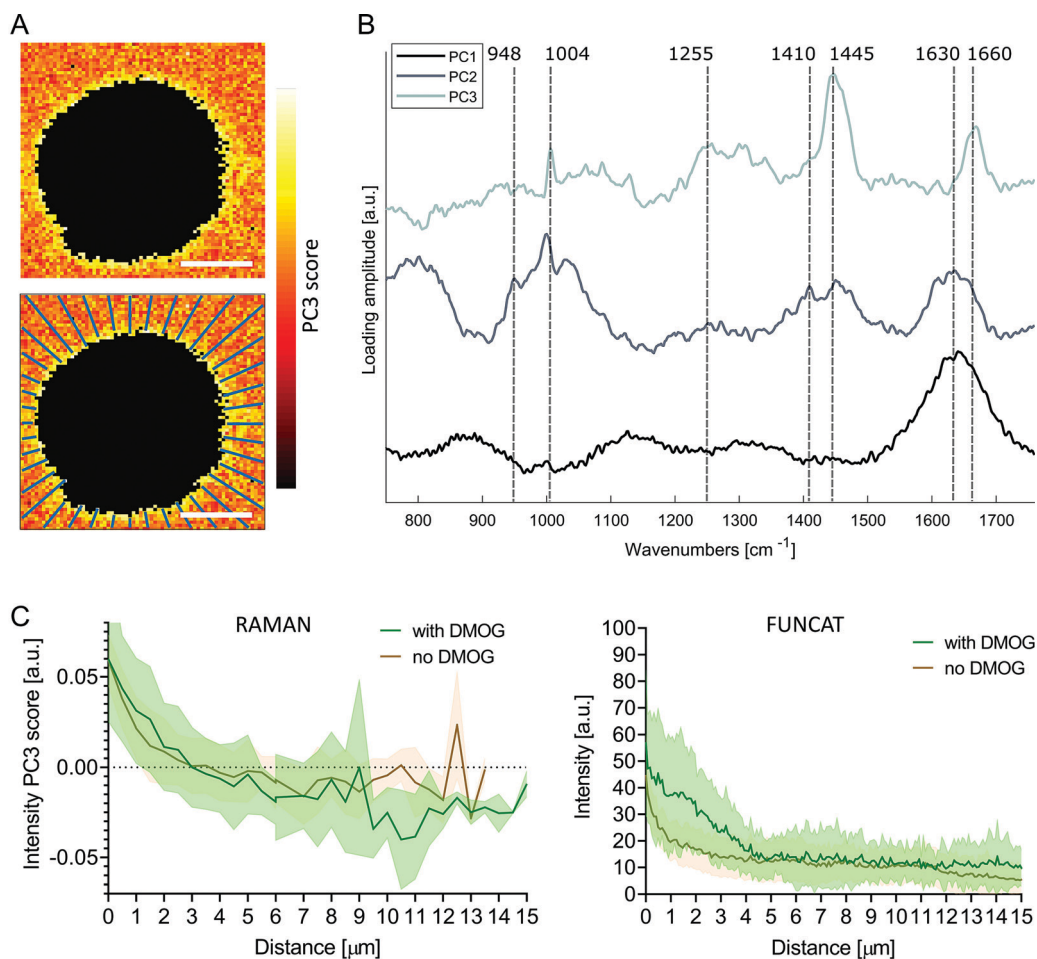 A
PC3 score
B
PC1
PC2
PC3
948 1004 1255 1410 1445 1630 1660
Loading amplitude [a.u.]
800 900 1000 1100 1200 1300 1400 1500 1600 1700
Wavenumbers [cm⁻¹]
C
RAMAN
with DMOG
no DMOG
Intensity PC3 score [a.u.]
0.05
0.00
-0.05
0 1 2 3 4 5 6 7 8 9 10 11 12 13 14 15
Distance [µm]
FUNCAT
with DMOG
no DMOG
Intensity [a.u.]
100
90
80
70
60
50
40
30
20
10
0
0 1 2 3 4 5 6 7 8 9 10 11 12 13 14 15
Distance [µm]